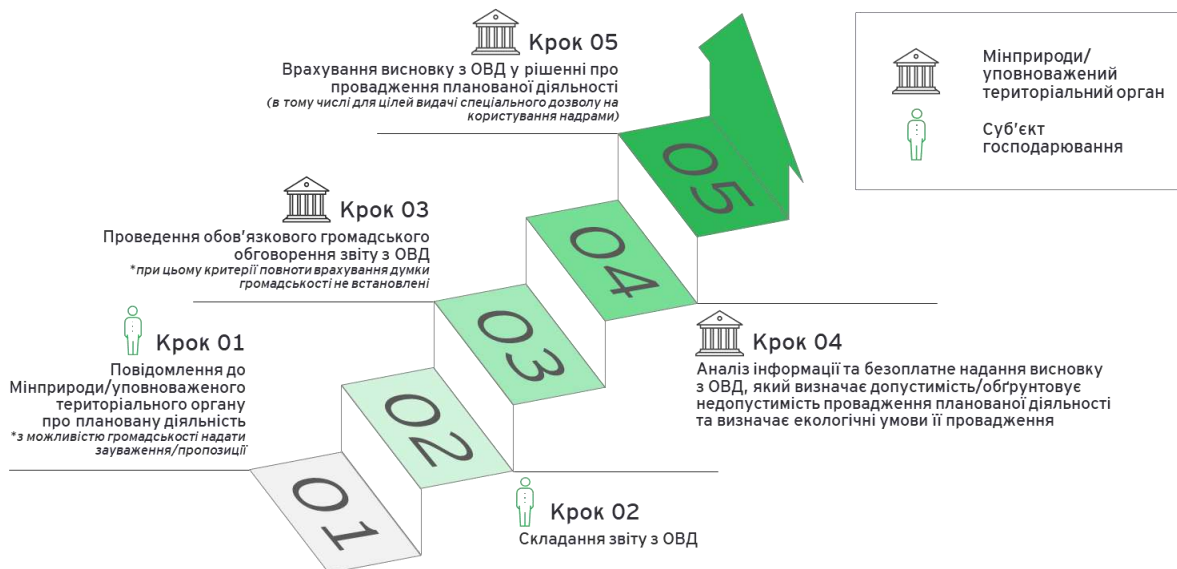 Крок 05
Врахування висновку з ОВД у рішенні про
провадження планованої діяльності
(в тому числі для цілей видачі спеціального дозволу на
користування надрами)
Мінприроди/
уповноважений
територіальний орган
Суб’єкт
господарювання
Крок 03
Проведення обов’язкового громадського
обговорення звіту з ОВД
*при цьому критерії повноти врахування думки
громадськості не встановлені
Крок 01
Повідомлення до
Мінприроди/уповноваженого
територіального органу
про плановану діяльність
*з можливістю громадськості надати
зауваження/пропозиції
05
04
03
02
01
Крок 04
Аналіз інформації та безоплатне надання висновку
з ОВД, який визначає допустимість/обґрунтовує
недопустимість провадження планованої діяльності
та визначає екологічні умови її провадження
Крок 02
Складання звіту з ОВД